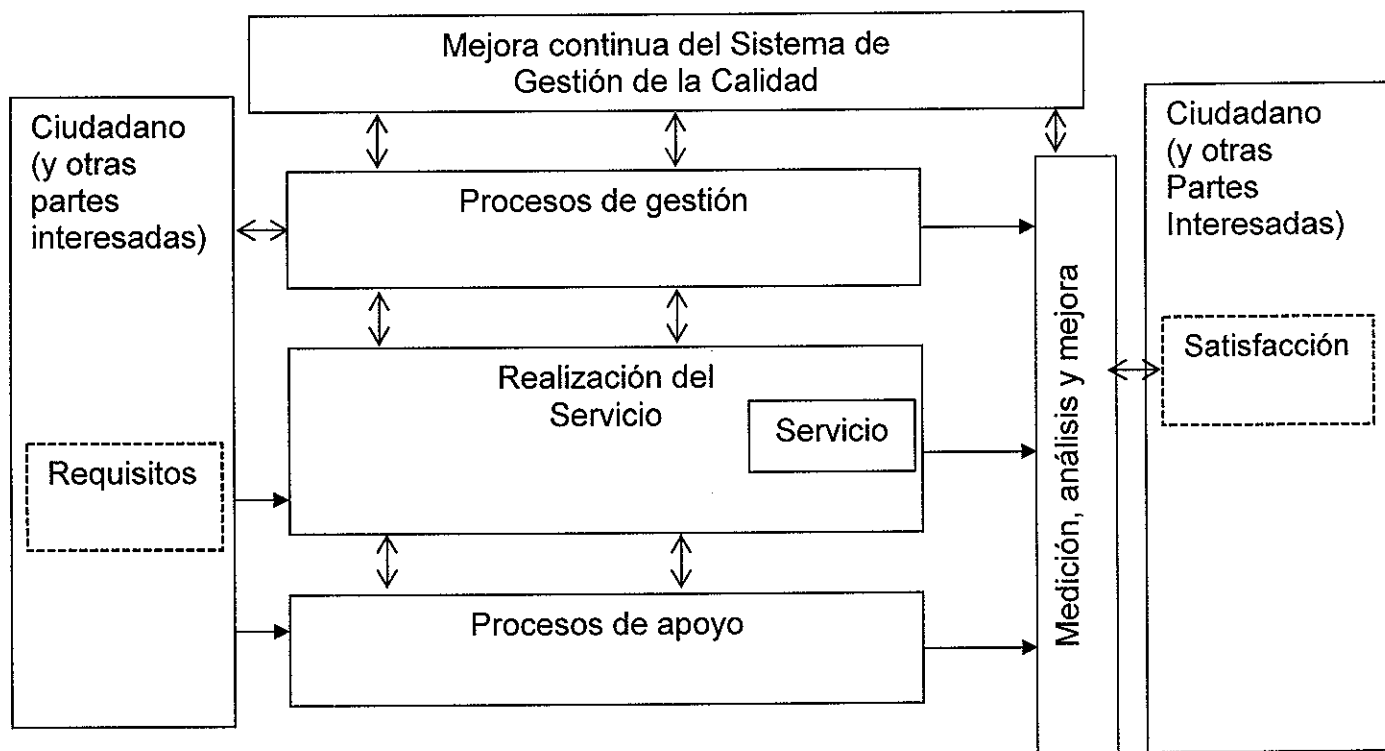 Mejora continua del Sistema de
Gestión de la Calidad
Ciudadano
(y otras
partes
interesadas)
Ciudadano
(y otras
Partes
Interesadas)
Procesos de gestión
Realización del
Servicio
Servicio
Satisfacción
Requisitos
Procesos de apoyo
Medición, análisis y mejora